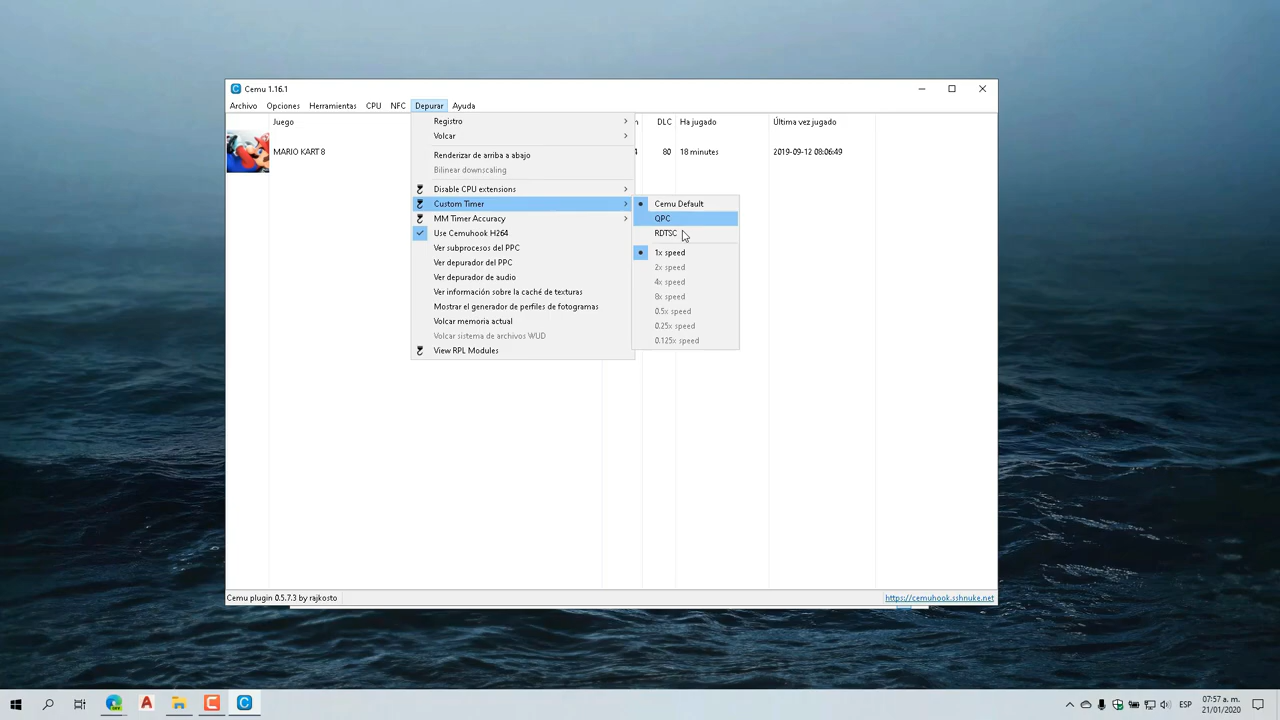 Cemu 1.16.1
Archivo Opciones Herramientas CPU NFC Depurar Ayuda
Juego DLC Ha jugado Última vez jugado
MARIO KART 8 80 18 minutes 2019-09-12 08:06:49
Registro
Volcar
Renderizar de arriba a abajo
Bilinear downscaling
Disable CPU extensions
Custom Timer
MM Timer Accuracy
Use Cemuhook H264
Ver subprocesos del PPC
Ver depurador del PPC
Ver depurador de audio
Ver información sobre la caché de texturas
Mostrar el generador de perfiles de fotogramas
Volcar memoria actual
Volcar sistema de archivos WUD
View RPL Modules
Cemu Default
QPC
RDTSC
1x speed
2x speed
4x speed
8x speed
0.5x speed
0.25x speed
0.125x speed
Cemu plugin 0.5.7.3 by rajkosto
https://cemuhook.sshnuke.net
ESP
07:57 a. m.
21/01/2020